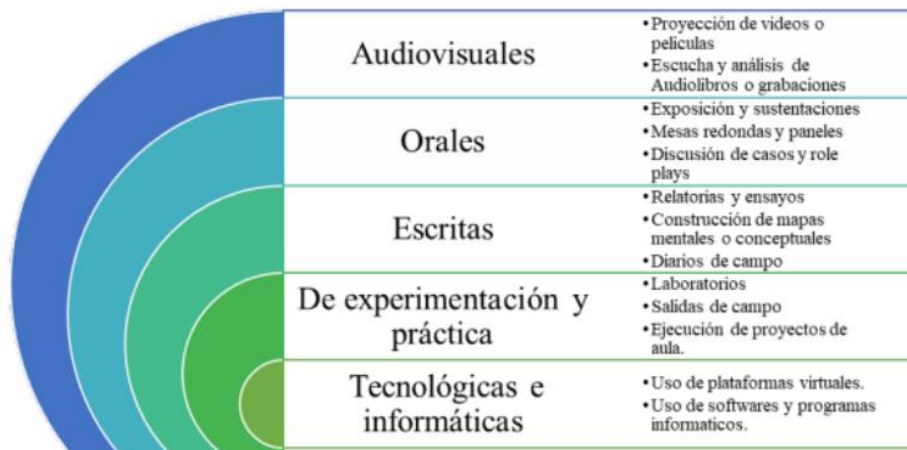 Audiovisuales
•Proyección de videos o
peliculas
•Escucha y análisis de
Audiolibros o grabaciones
Orales
•Exposición y sustentaciones
•Mesas redondas y paneles
•Discusión de casos y role
plays
Escritas
•Relatorias y ensayos
•Construcción de mapas
mentales o conceptuales
•Diarios de campo
De experimentación y
práctica
•Laboratorios
•Salidas de campo
•Ejecución de proyectos de
aula.
Tecnológicas e
informáticas
•Uso de plataformas virtuales.
•Uso de softwares y programas
informaticos.